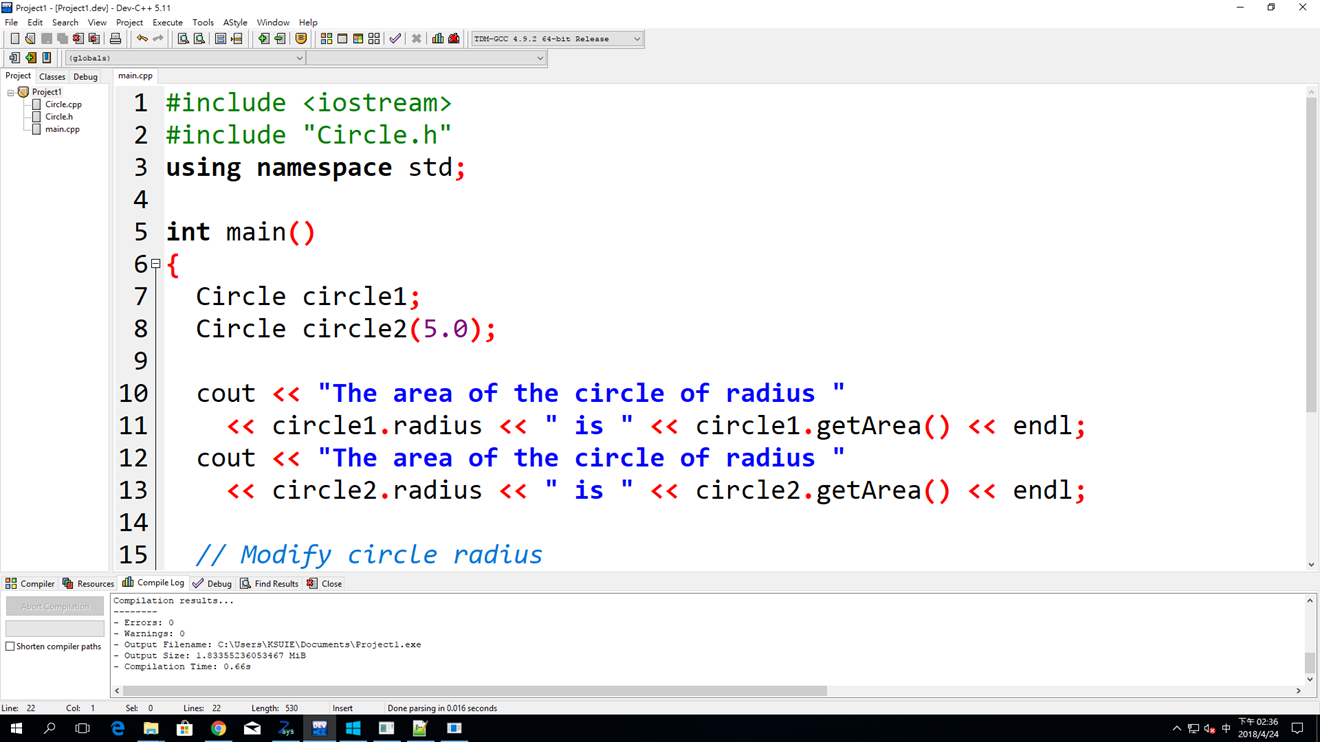 Project1 - [Project1.dev] - Dev-C++ 5.11
File Edit Search View Project Execute Tools AStyle Window Help
TDM-GCC 4.9.2 64-bit Release
(globals)
Project Classes Debug
main.cpp
Project1
Circle.cpp
Circle.h
main.cpp
1 #include <iostream>
2 #include "Circle.h"
3 using namespace std;
4
5 int main()
6 {
7 Circle circle1;
8 Circle circle2(5.0);
9
10 cout << "The area of the circle of radius "
11 << circle1.radius << " is " << circle1.getArea() << endl;
12 cout << "The area of the circle of radius "
13 << circle2.radius << " is " << circle2.getArea() << endl;
14
15 // Modify circle radius
Compiler Resources Compile Log Debug Find Results Close
Abort Compilation
Shorten compiler paths
Compilation results...
--------
- Errors: 0
- Warnings: 0
- Output Filename: C:\Users\KSUIE\Documents\Project1.exe
- Output Size: 1.83355236053467 MiB
- Compilation Time: 0.66s
Line: 22 Col: 1 Sel: 0 Lines: 22 Length: 530 Insert Done parsing in 0.016 seconds
sys
DEV
中
下午 02:36
2018/4/24